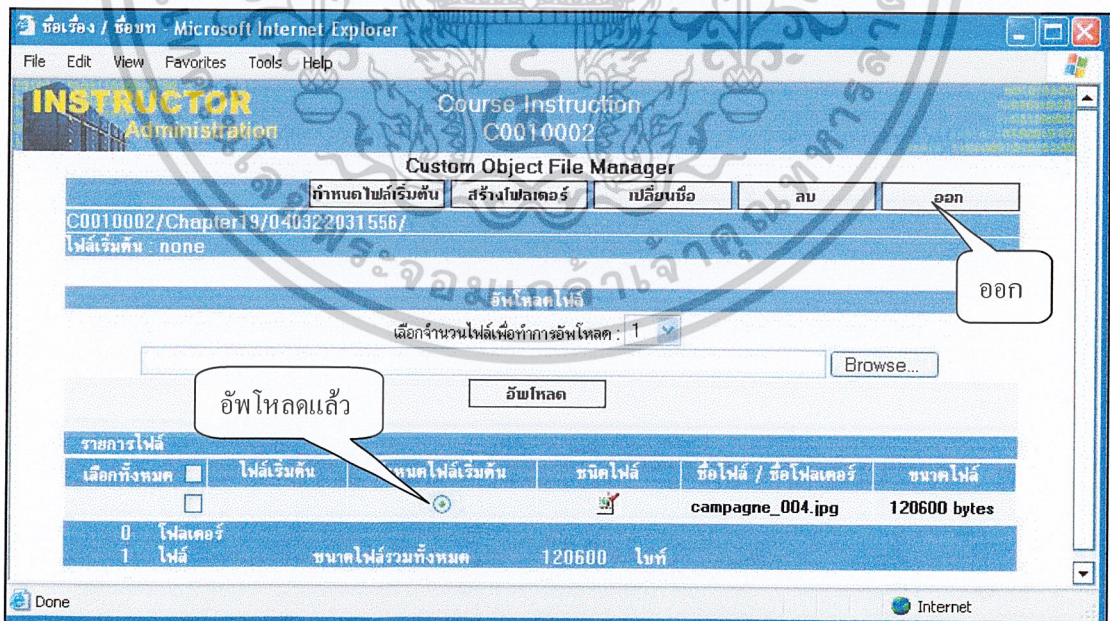 ชื่อเรื่อง / ชื่อบท - Microsoft Internet Explorer
File Edit View Favorites Tools Help
INSTRUCTOR
Administration
Course Instruction
C0010002
Custom Object File Manager
กำหนดไฟล์เริ่มต้น สร้างโฟลเดอร์ เปลี่ยนชื่อ ลบ ออก
C0010002/Chapter19/040322031556/
ไฟล์เริ่มต้น : none
ออก
อัพโหลดไฟล์
เลือกจำนวนไฟล์เพื่อทำการอัพโหลด : 1
Browse...
อัพโหลด
อัพโหลดแล้ว
รายการไฟล์
เลือกทั้งหมด ไฟล์เริ่มต้น ชนิดไฟล์ ชื่อไฟล์ / ชื่อโฟลเดอร์ ขนาดไฟล์
campagne_004.jpg 120600 bytes
0 โฟลเดอร์
1 ไฟล์ ขนาดไฟล์รวมทั้งหมด 120600 ไบท์
Done Internet